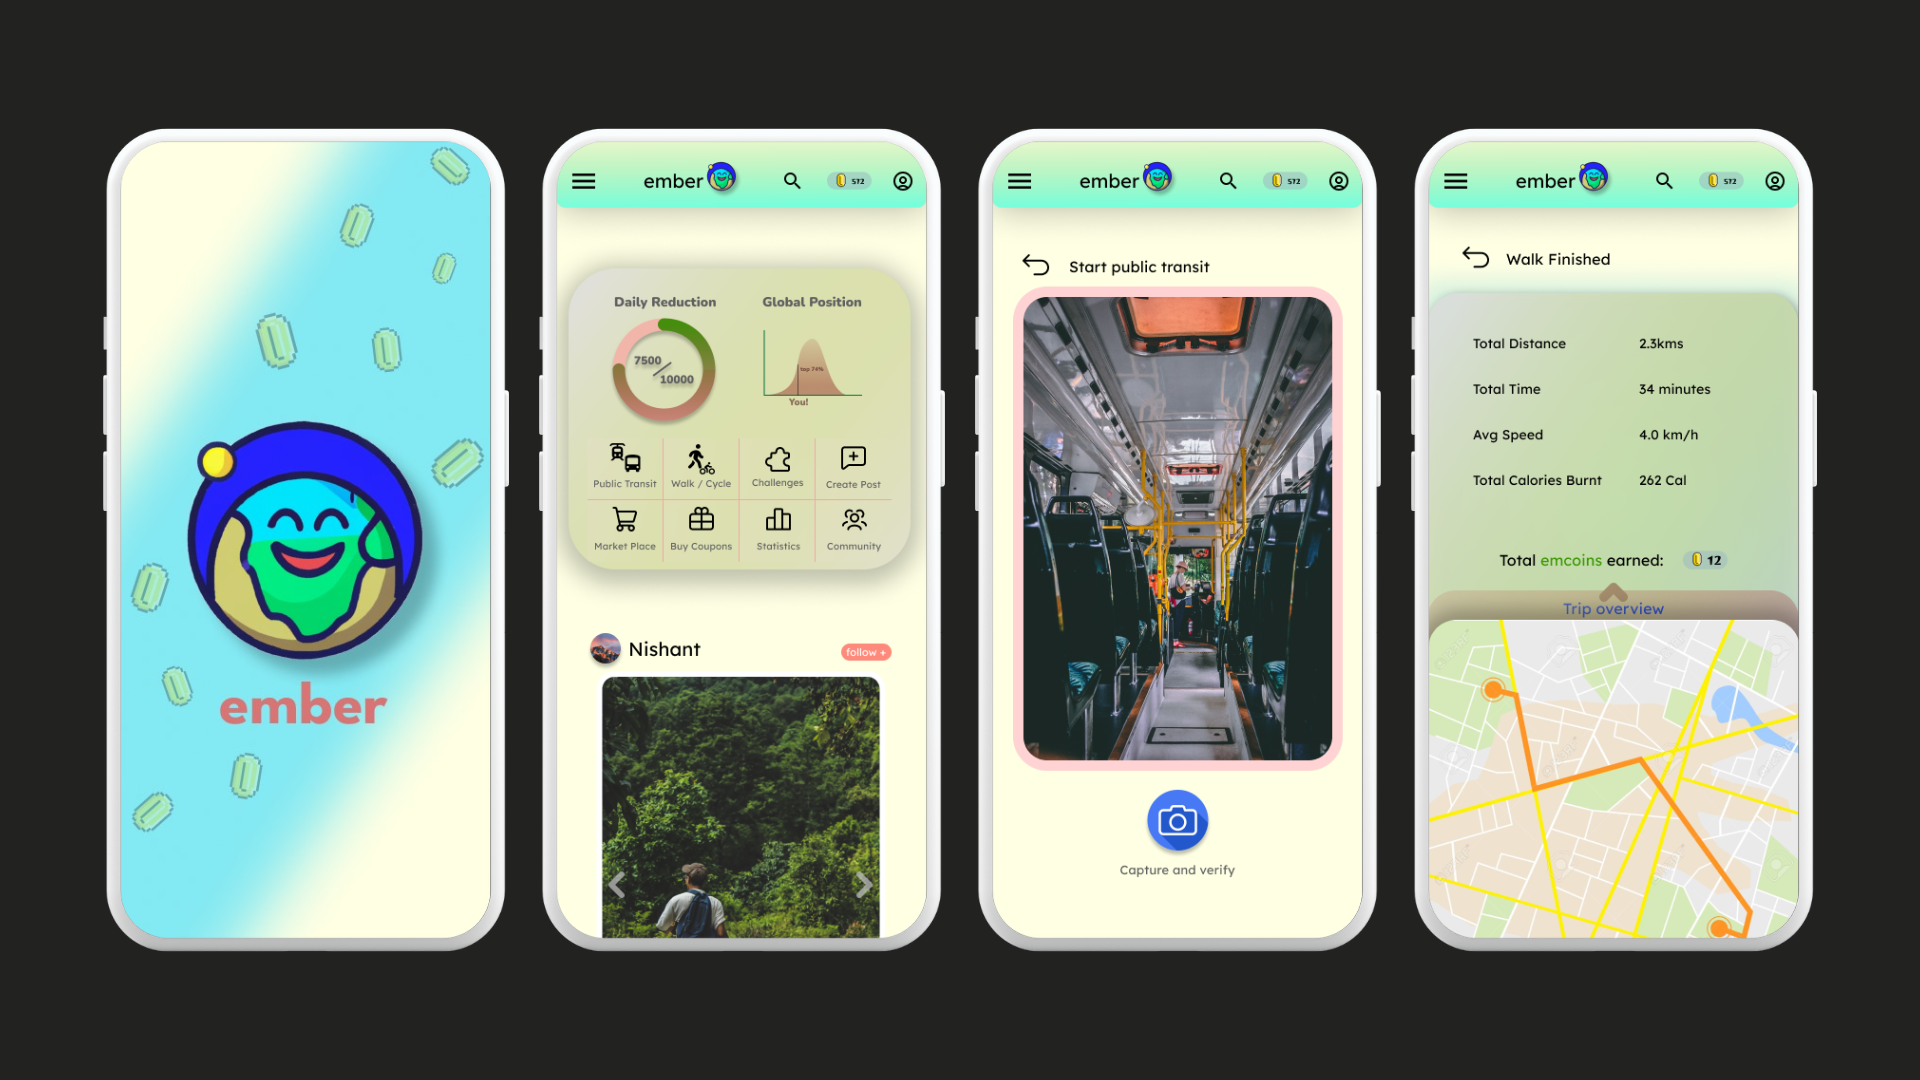 ember
ember
572
Daily Reduction
Global Position
7500
10000
top 74%
You!
Public Transit
Walk / Cycle
Challenges
Create Post
Market Place
Buy Coupons
Statistics
Community
Nishant
follow +
ember
572
Start public transit
Capture and verify
ember
572
Walk Finished
Total Distance 2.3kms
Total Time 34 minutes
Avg Speed 4.0 km/h
Total Calories Burnt 262 Cal
Total emcoins earned: 12
Trip overview